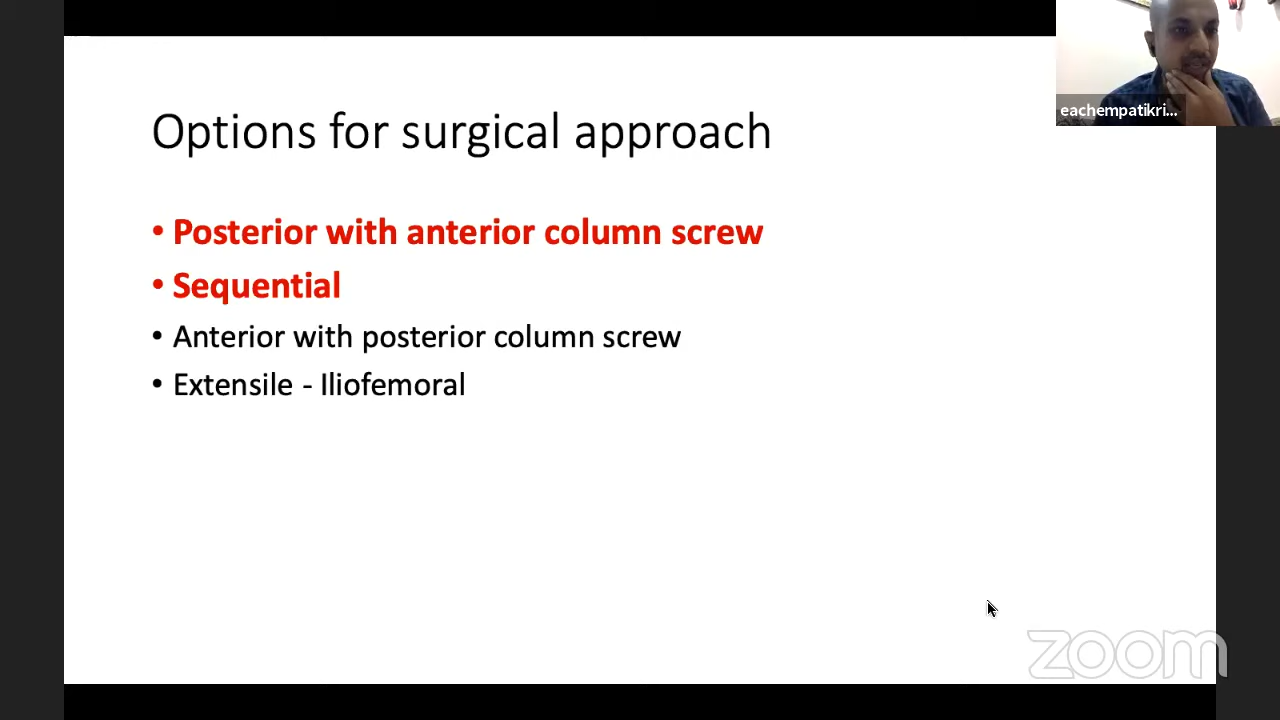 eachempatikri...
Options for surgical approach
• Posterior with anterior column screw
• Sequential
• Anterior with posterior column screw
• Extensile - Iliofemoral
zoom